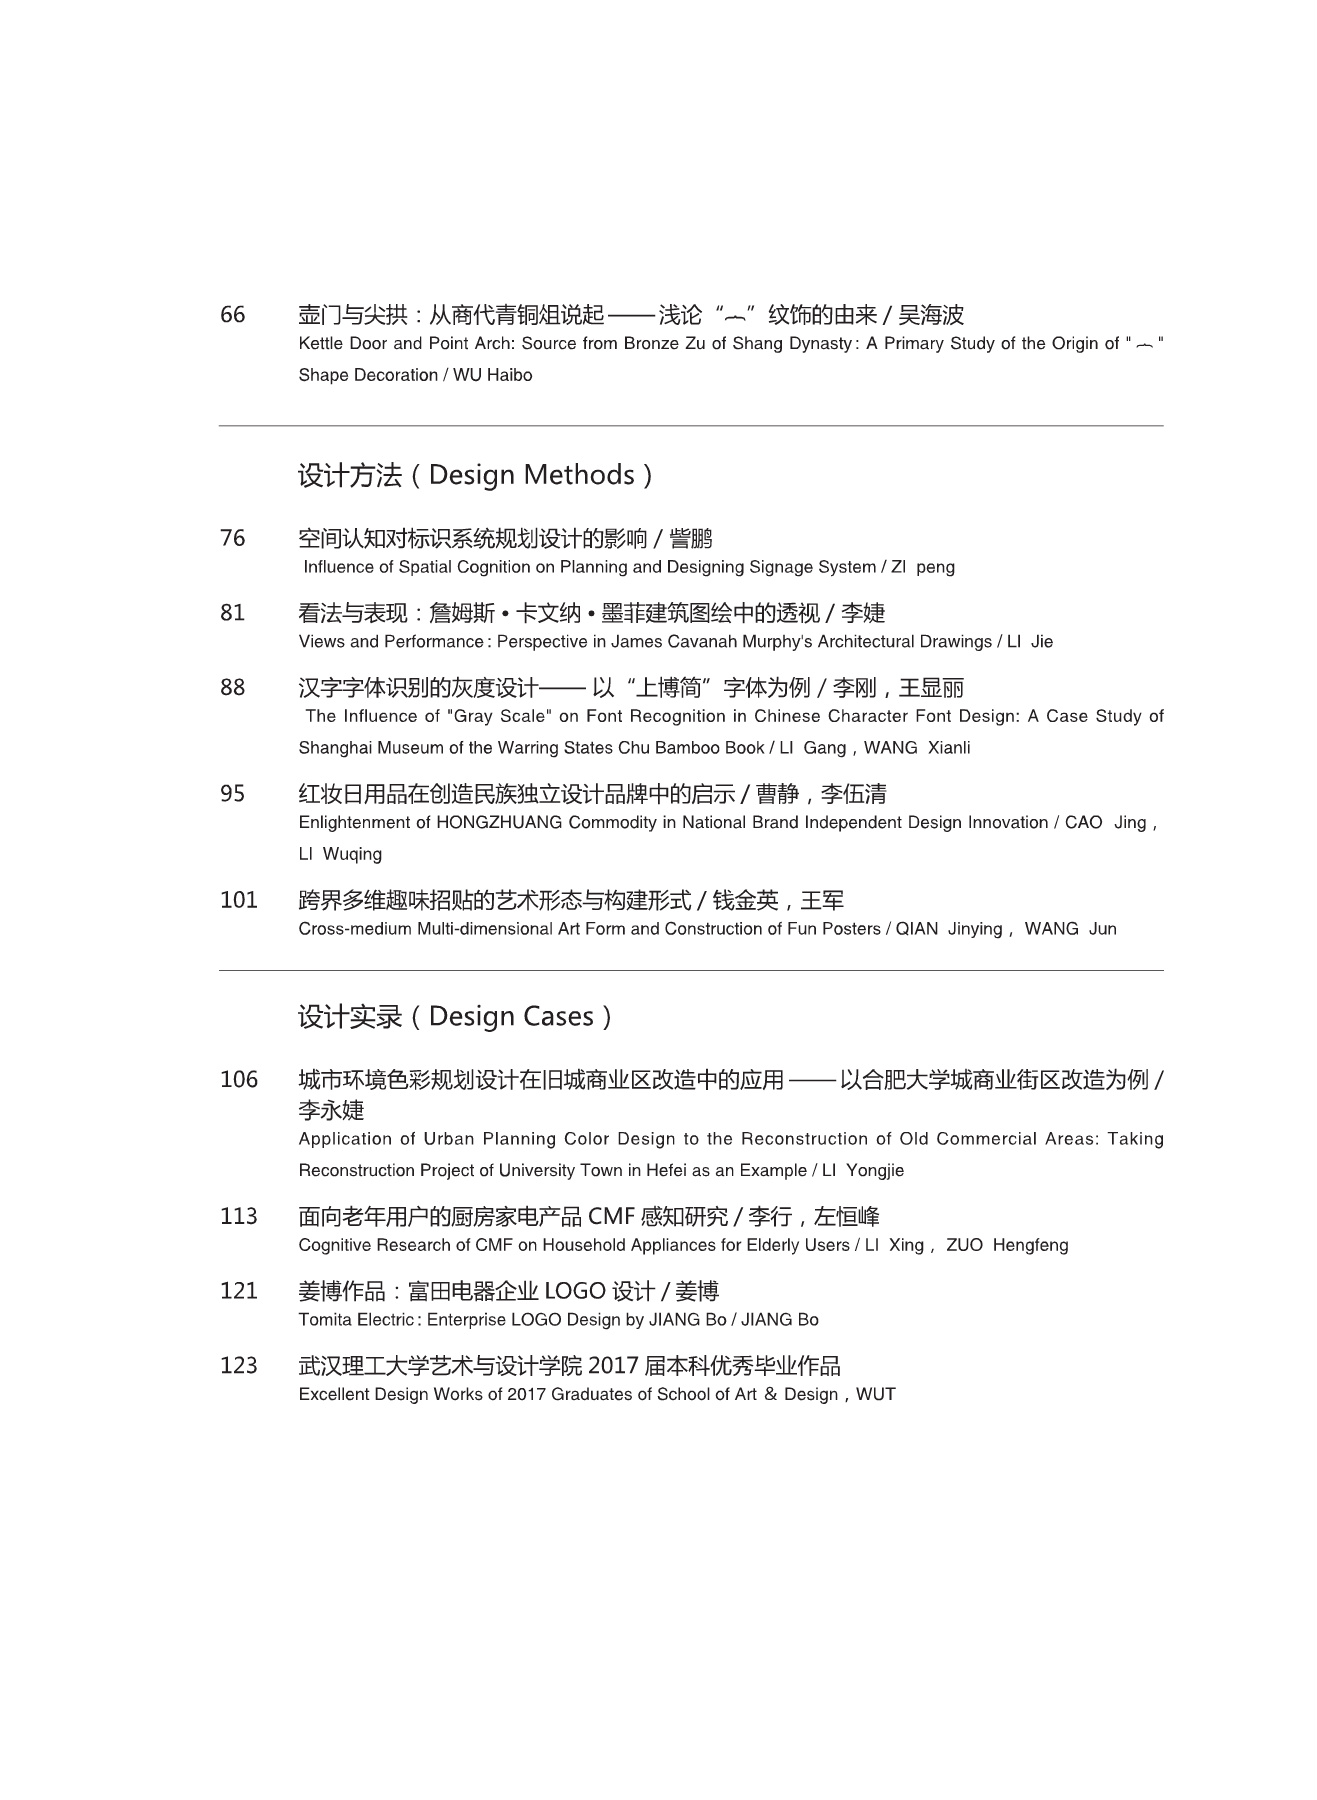 66 壶门与尖拱：从商代青铜俎说起——浅论“෴”纹饰的由来 / 吴海波
Kettle Door and Point Arch: Source from Bronze Zu of Shang Dynasty: A Primary Study of the Origin of " "
Shape Decoration / WU Haibo
设计方法（Design Methods）
76 空间认知对标识系统规划设计的影响 / 訾鹏
Influence of Spatial Cognition on Planning and Designing Signage System / ZI peng
81 看法与表现：詹姆斯•卡文纳•墨菲建筑图绘中的透视 / 李婕
Views and Performance: Perspective in James Cavanah Murphy's Architectural Drawings / LI Jie
88 汉字字体识别的灰度设计—— 以“上博简”字体为例 / 李刚，王显丽
The Influence of "Gray Scale" on Font Recognition in Chinese Character Font Design: A Case Study of
Shanghai Museum of the Warring States Chu Bamboo Book / LI Gang, WANG Xianli
95 红妆日用品在创造民族独立设计品牌中的启示 / 曹静，李伍清
Enlightenment of HONGZHUANG Commodity in National Brand Independent Design Innovation / CAO Jing,
LI Wuqing
101 跨界多维趣味招贴的艺术形态与构建形式 / 钱金英，王军
Cross-medium Multi-dimensional Art Form and Construction of Fun Posters / QIAN Jinying, WANG Jun
设计实录（Design Cases）
106 城市环境色彩规划设计在旧城商业区改造中的应用 —— 以合肥大学城商业街区改造为例 /
李永婕
Application of Urban Planning Color Design to the Reconstruction of Old Commercial Areas: Taking
Reconstruction Project of University Town in Hefei as an Example / LI Yongjie
113 面向老年用户的厨房家电产品 CMF 感知研究 / 李行，左恒峰
Cognitive Research of CMF on Household Appliances for Elderly Users / LI Xing, ZUO Hengfeng
121 姜博作品：富田电器企业 LOGO 设计 / 姜博
Tomita Electric: Enterprise LOGO Design by JIANG Bo / JIANG Bo
123 武汉理工大学艺术与设计学院 2017 届本科优秀毕业作品
Excellent Design Works of 2017 Graduates of School of Art & Design, WUT